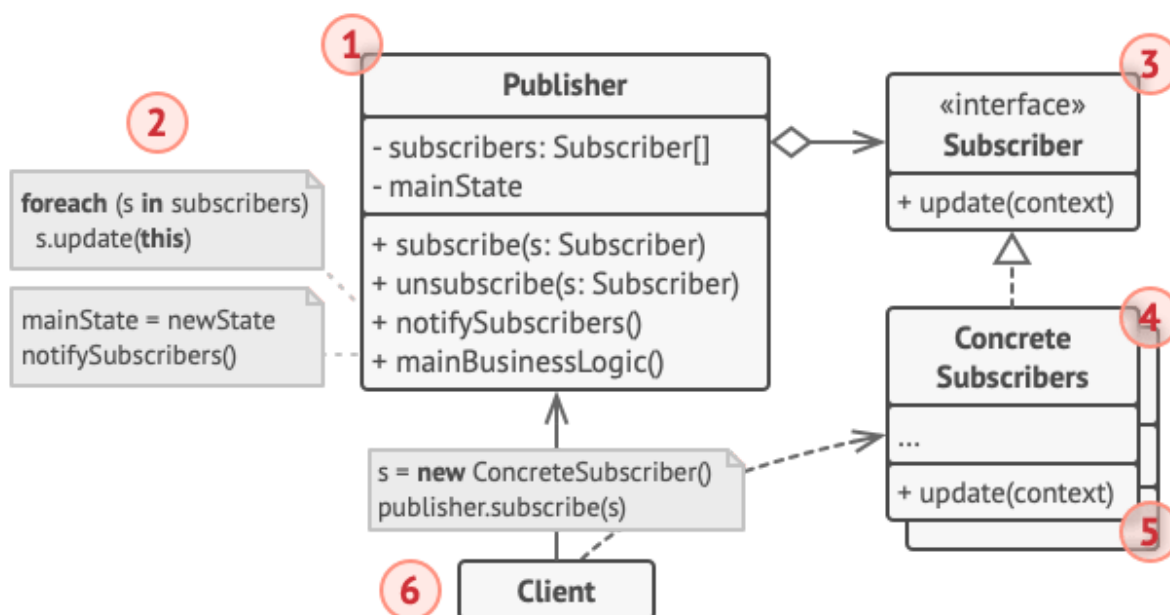 1
Publisher
- subscribers: Subscriber[]
- mainState
+ subscribe(s: Subscriber)
+ unsubscribe(s: Subscriber)
+ notifySubscribers()
+ mainBusinessLogic()
2
foreach (s in subscribers)
s.update(this)
mainState = newState
notifySubscribers()
3
«interface»
Subscriber
+ update(context)
4
Concrete
Subscribers
...
+ update(context)
5
s = new ConcreteSubscriber()
publisher.subscribe(s)
6
Client